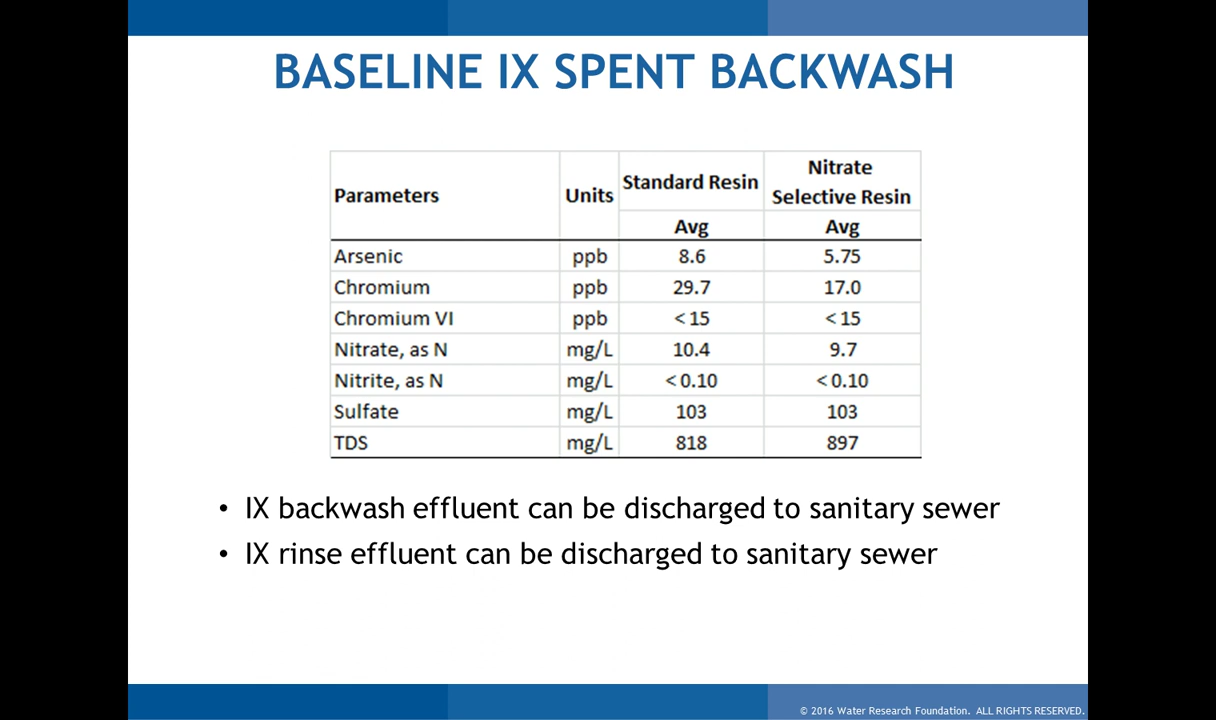 BASELINE IX SPENT BACKWASH
Parameters Units Standard Resin Nitrate Selective Resin
Avg Avg
Arsenic ppb 8.6 5.75
Chromium ppb 29.7 17.0
Chromium VI ppb < 15 < 15
Nitrate, as N mg/L 10.4 9.7
Nitrite, as N mg/L < 0.10 < 0.10
Sulfate mg/L 103 103
TDS mg/L 818 897
• IX backwash effluent can be discharged to sanitary sewer
• IX rinse effluent can be discharged to sanitary sewer
© 2016 Water Research Foundation. ALL RIGHTS RESERVED.